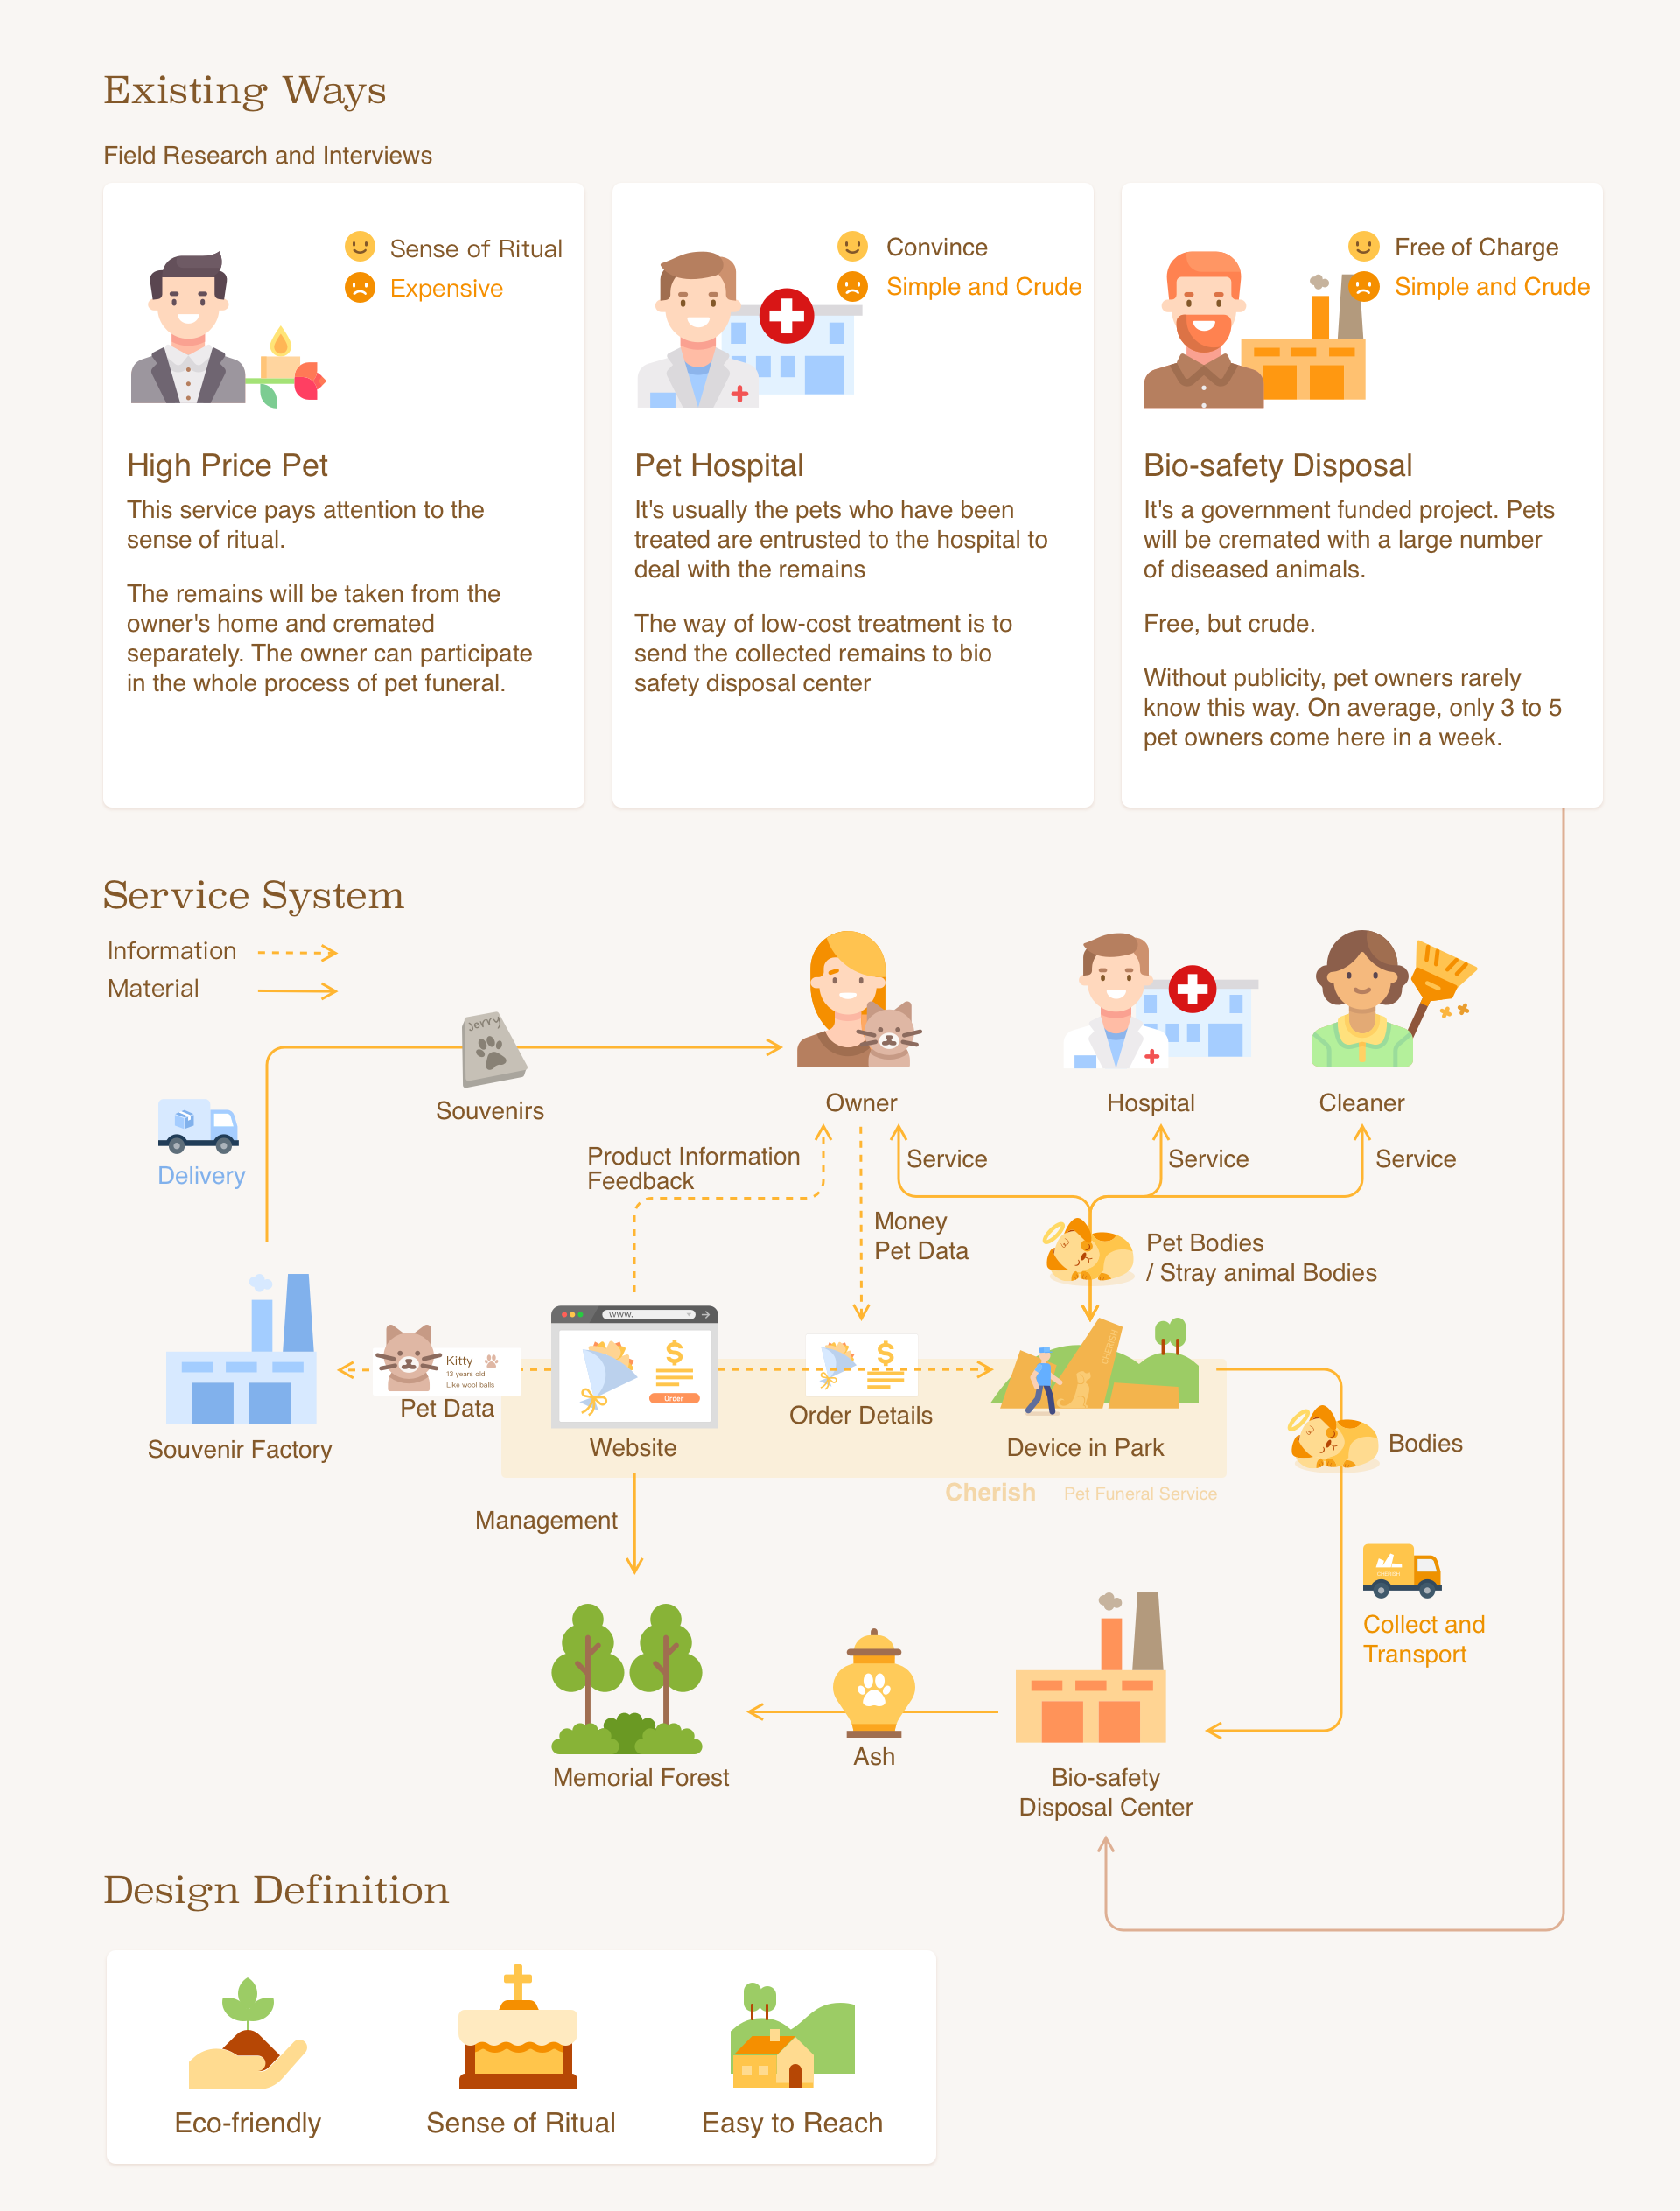 Existing Ways
Field Research and Interviews
Sense of Ritual
Expensive
High Price Pet
This service pays attention to the
sense of ritual.
The remains will be taken from the
owner's home and cremated
separately. The owner can participate
in the whole process of pet funeral.
Convince
Simple and Crude
Pet Hospital
It's usually the pets who have been
treated are entrusted to the hospital to
deal with the remains
The way of low-cost treatment is to
send the collected remains to bio
safety disposal center
Free of Charge
Simple and Crude
Bio-safety Disposal
It's a government funded project. Pets
will be cremated with a large number
of diseased animals.
Free, but crude.
Without publicity, pet owners rarely
know this way. On average, only 3 to 5
pet owners come here in a week.
Service System
Information
Material
Jerry
Souvenirs
Owner
Hospital
Cleaner
Delivery
Product Information
Feedback
Service
Service
Service
Money
Pet Data
Pet Bodies
/ Stray animal Bodies
www.
Order
Kitty
13 years old
Like wool balls
Pet Data
Souvenir Factory
Website
Order Details
CHERISH
Device in Park
Bodies
Cherish Pet Funeral Service
Management
CHERISH
Collect and
Transport
Ash
Memorial Forest
Bio-safety
Disposal Center
Design Definition
Eco-friendly
Sense of Ritual
Easy to Reach